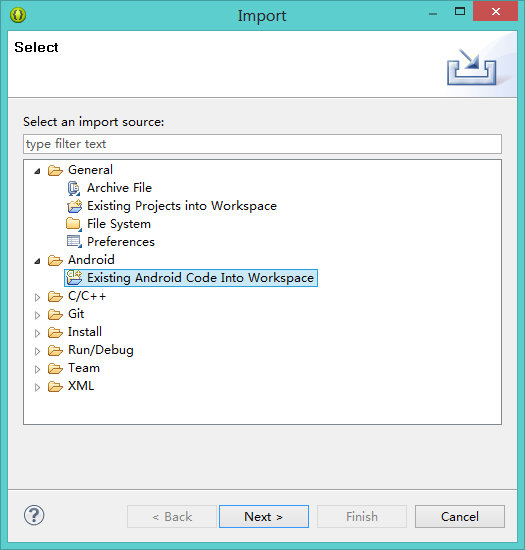 Import
Select
Select an import source:
type filter text
General
Archive File
Existing Projects into Workspace
File System
Preferences
Android
Existing Android Code Into Workspace
C/C++
Git
Install
Run/Debug
Team
XML
? < Back Next > Finish Cancel